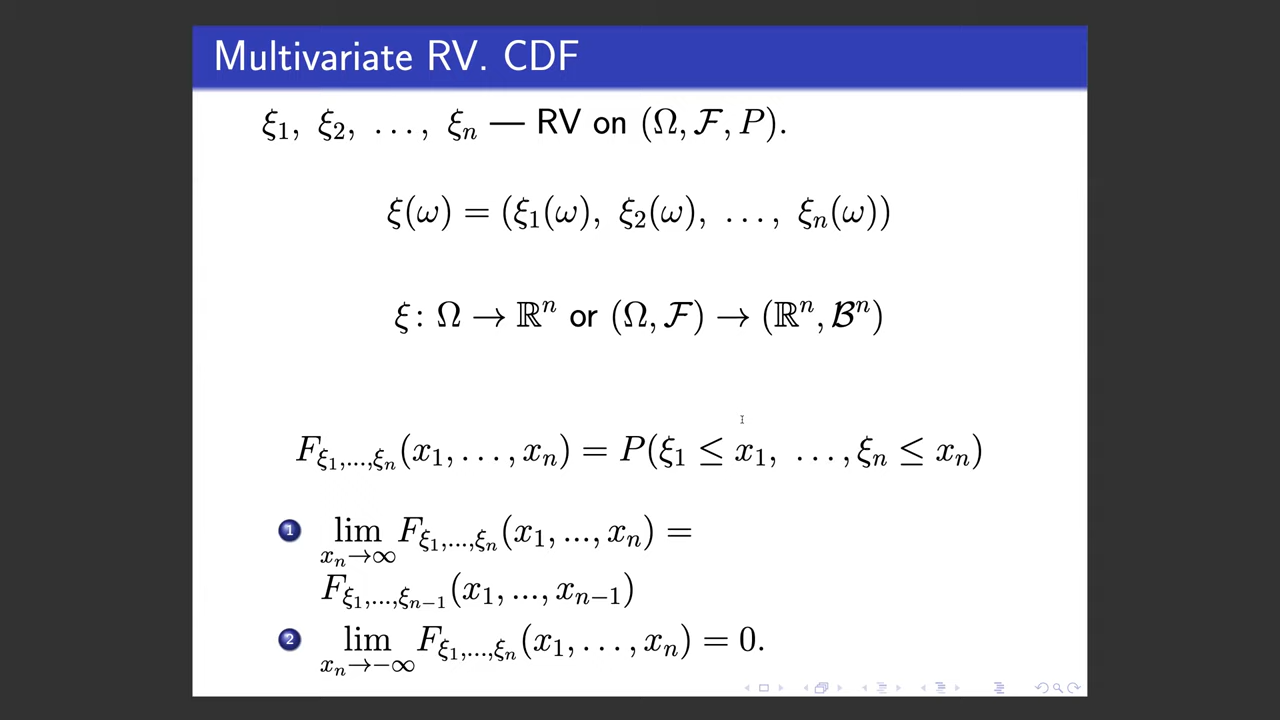 Multivariate RV. CDF
ξ₁, ξ₂, ..., ξₙ — RV on (Ω, ℱ, P).
ξ(ω) = (ξ₁(ω), ξ₂(ω), ..., ξₙ(ω))
ξ: Ω → ℝⁿ or (Ω, ℱ) → (ℝⁿ, ℬⁿ)
F_{ξ₁,...,ξₙ}(x₁, ..., xₙ) = P(ξ₁ ≤ x₁, ..., ξₙ ≤ xₙ)
1 lim_{xₙ→∞} F_{ξ₁,...,ξₙ}(x₁, ..., xₙ) =
F_{ξ₁,...,ξₙ₋₁}(x₁, ..., xₙ₋₁)
2 lim_{xₙ→−∞} F_{ξ₁,...,ξₙ}(x₁, ..., xₙ) = 0.